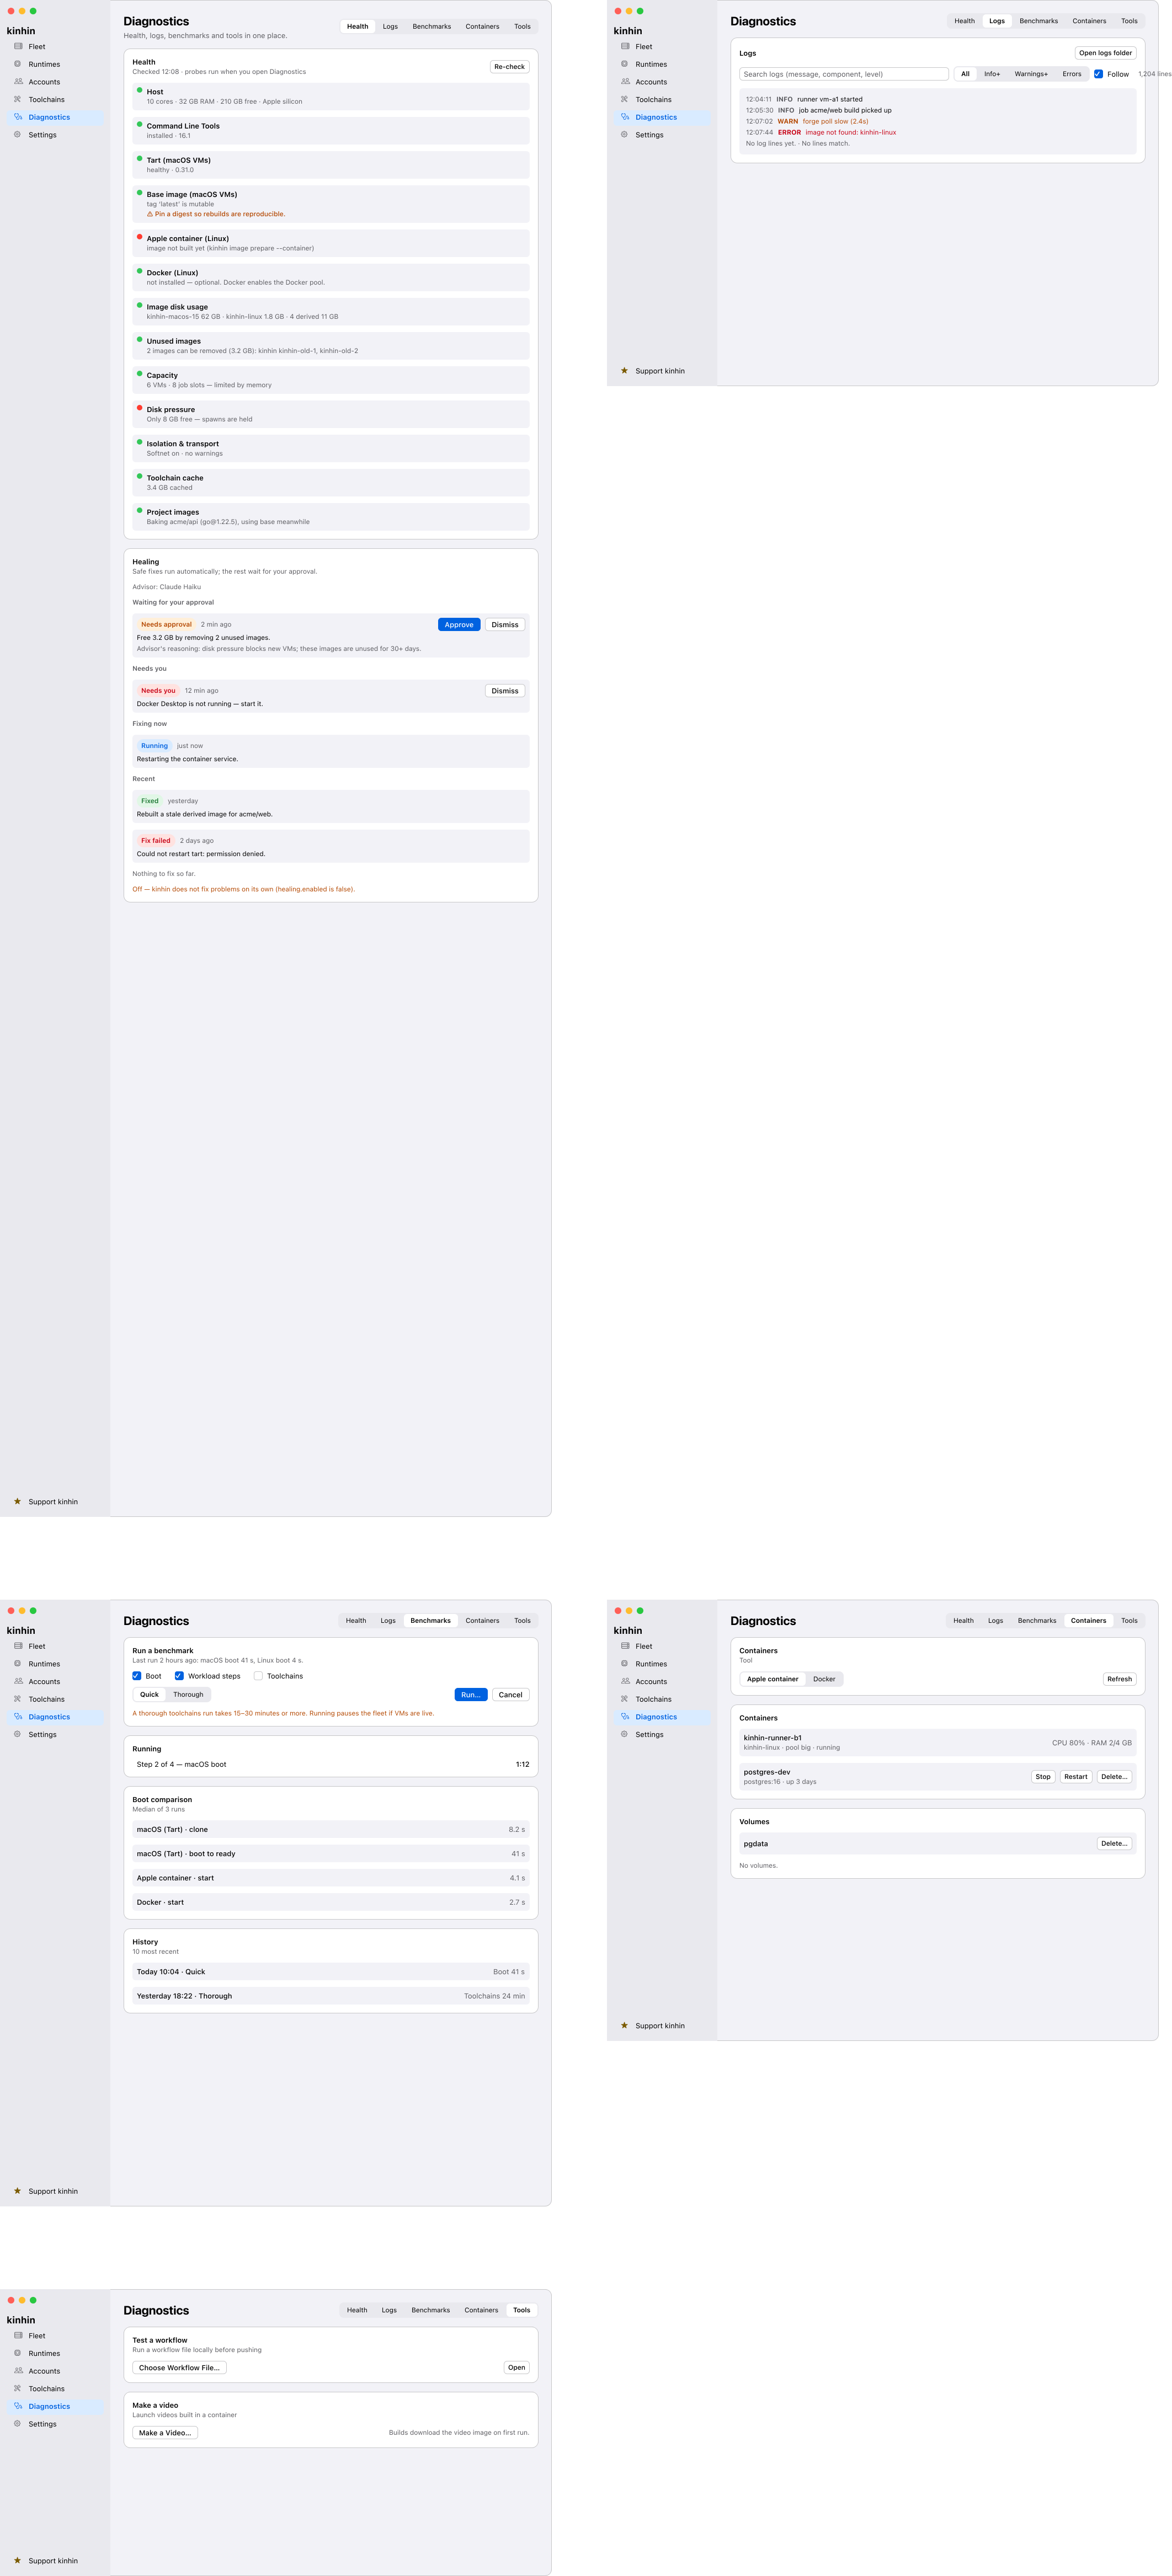 kinhin
Fleet
Runtimes
Accounts
Toolchains
Diagnostics
Settings
Support kinhin
Diagnostics
Health, logs, benchmarks and tools in one place.
Health Logs Benchmarks Containers Tools
Health
Checked 12:08 · probes run when you open Diagnostics
Re-check
Host
10 cores · 32 GB RAM · 210 GB free · Apple silicon
Command Line Tools
installed · 16.1
Tart (macOS VMs)
healthy · 0.31.0
Base image (macOS VMs)
tag 'latest' is mutable
⚠ Pin a digest so rebuilds are reproducible.
Apple container (Linux)
image not built yet (kinhin image prepare --container)
Docker (Linux)
not installed — optional. Docker enables the Docker pool.
Image disk usage
kinhin-macos-15 62 GB · kinhin-linux 1.8 GB · 4 derived 11 GB
Unused images
2 images can be removed (3.2 GB): kinhin kinhin-old-1, kinhin-old-2
Capacity
6 VMs · 8 job slots — limited by memory
Disk pressure
Only 8 GB free — spawns are held
Isolation & transport
Softnet on · no warnings
Toolchain cache
3.4 GB cached
Project images
Baking acme/api (go@1.22.5), using base meanwhile
Healing
Safe fixes run automatically; the rest wait for your approval.
Advisor: Claude Haiku
Waiting for your approval
Needs approval 2 min ago
Approve Dismiss
Free 3.2 GB by removing 2 unused images.
Advisor's reasoning: disk pressure blocks new VMs; these images are unused for 30+ days.
Needs you
Needs you 12 min ago
Dismiss
Docker Desktop is not running — start it.
Fixing now
Running just now
Restarting the container service.
Recent
Fixed yesterday
Rebuilt a stale derived image for acme/web.
Fix failed 2 days ago
Could not restart tart: permission denied.
Nothing to fix so far.
Off — kinhin does not fix problems on its own (healing.enabled is false).
kinhin
Fleet
Runtimes
Accounts
Toolchains
Diagnostics
Settings
Support kinhin
Diagnostics
Health Logs Benchmarks Containers Tools
Logs
Open logs folder
Search logs (message, component, level)
All Info+ Warnings+ Errors
Follow
1,204 lines
12:04:11 INFO runner vm-a1 started
12:05:30 INFO job acme/web build picked up
12:07:02 WARN forge poll slow (2.4s)
12:07:44 ERROR image not found: kinhin-linux
No log lines yet. · No lines match.
kinhin
Fleet
Runtimes
Accounts
Toolchains
Diagnostics
Settings
Support kinhin
Diagnostics
Health Logs Benchmarks Containers Tools
Run a benchmark
Last run 2 hours ago: macOS boot 41 s, Linux boot 4 s.
Boot Workload steps Toolchains
Quick Thorough
Run… Cancel
A thorough toolchains run takes 15–30 minutes or more. Running pauses the fleet if VMs are live.
Running
Step 2 of 4 — macOS boot 1:12
Boot comparison
Median of 3 runs
macOS (Tart) · clone 8.2 s
macOS (Tart) · boot to ready 41 s
Apple container · start 4.1 s
Docker · start 2.7 s
History
10 most recent
Today 10:04 · Quick Boot 41 s
Yesterday 18:22 · Thorough Toolchains 24 min
kinhin
Fleet
Runtimes
Accounts
Toolchains
Diagnostics
Settings
Support kinhin
Diagnostics
Health Logs Benchmarks Containers Tools
Containers
Tool
Apple container Docker
Refresh
Containers
kinhin-runner-b1
kinhin-linux · pool big · running
CPU 80% · RAM 2/4 GB
postgres-dev
postgres:16 · up 3 days
Stop Restart Delete…
Volumes
pgdata
Delete…
No volumes.
kinhin
Fleet
Runtimes
Accounts
Toolchains
Diagnostics
Settings
Support kinhin
Diagnostics
Health Logs Benchmarks Containers Tools
Test a workflow
Run a workflow file locally before pushing
Choose Workflow File…
Open
Make a video
Launch videos built in a container
Make a Video…
Builds download the video image on first run.